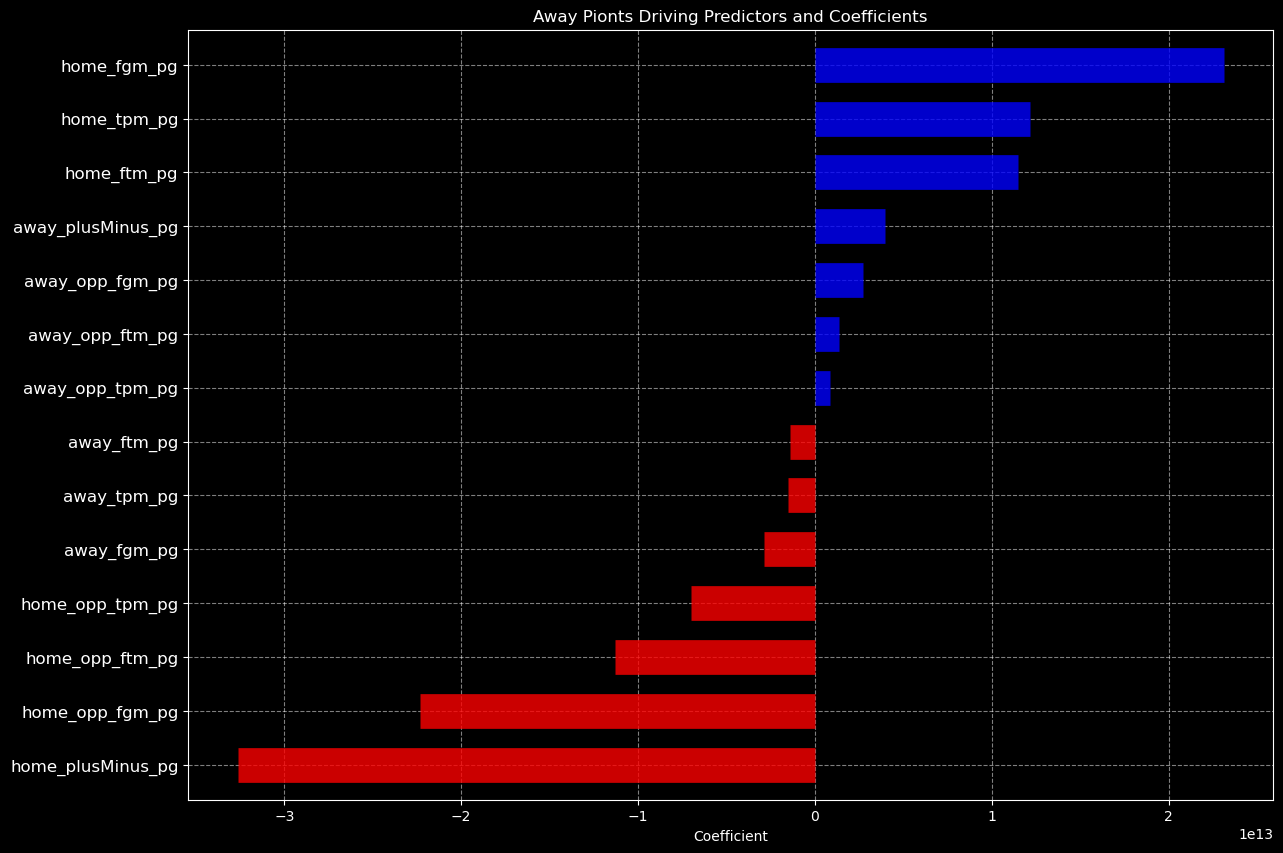 Away Pionts Driving Predictors and Coefficients
home_fgm_pg
home_tpm_pg
home_ftm_pg
away_plusMinus_pg
away_opp_fgm_pg
away_opp_ftm_pg
away_opp_tpm_pg
away_ftm_pg
away_tpm_pg
away_fgm_pg
home_opp_tpm_pg
home_opp_ftm_pg
home_opp_fgm_pg
home_plusMinus_pg
−3 −2 −1 0 1 2
Coefficient
1e13